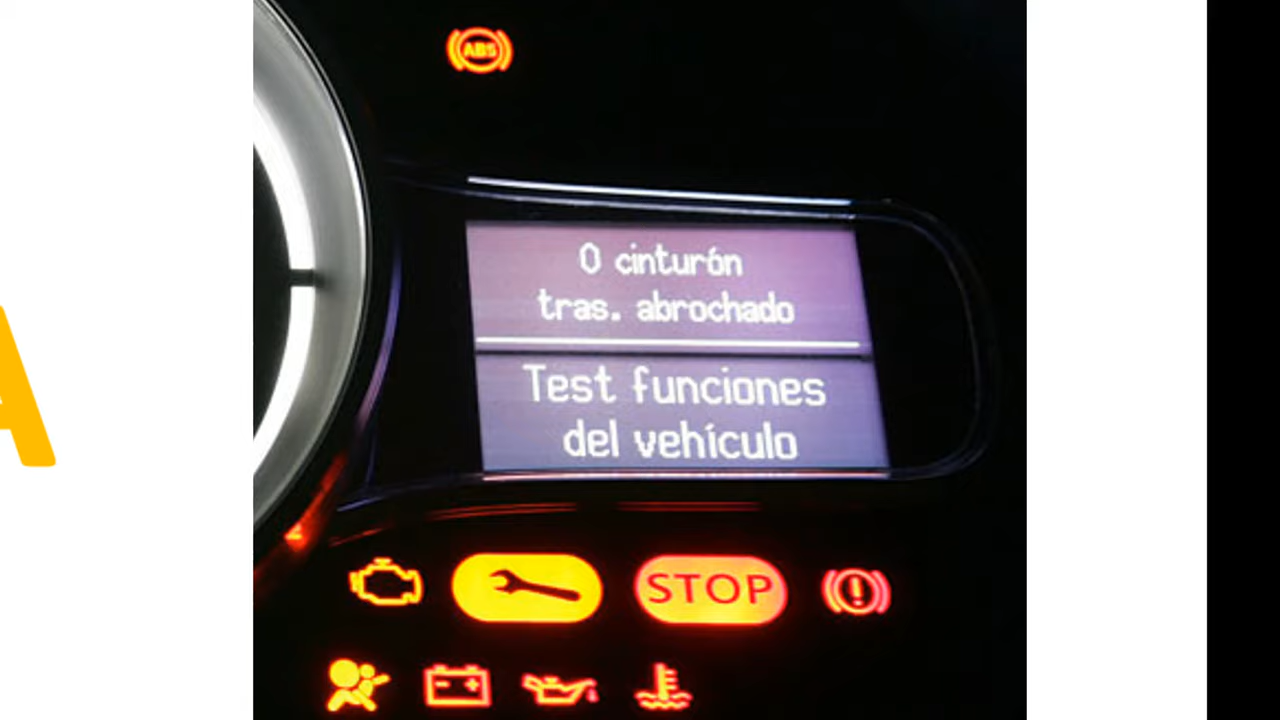 ABS
0 cinturón
tras. abrochado
Test funciones
del vehículo
STOP
A